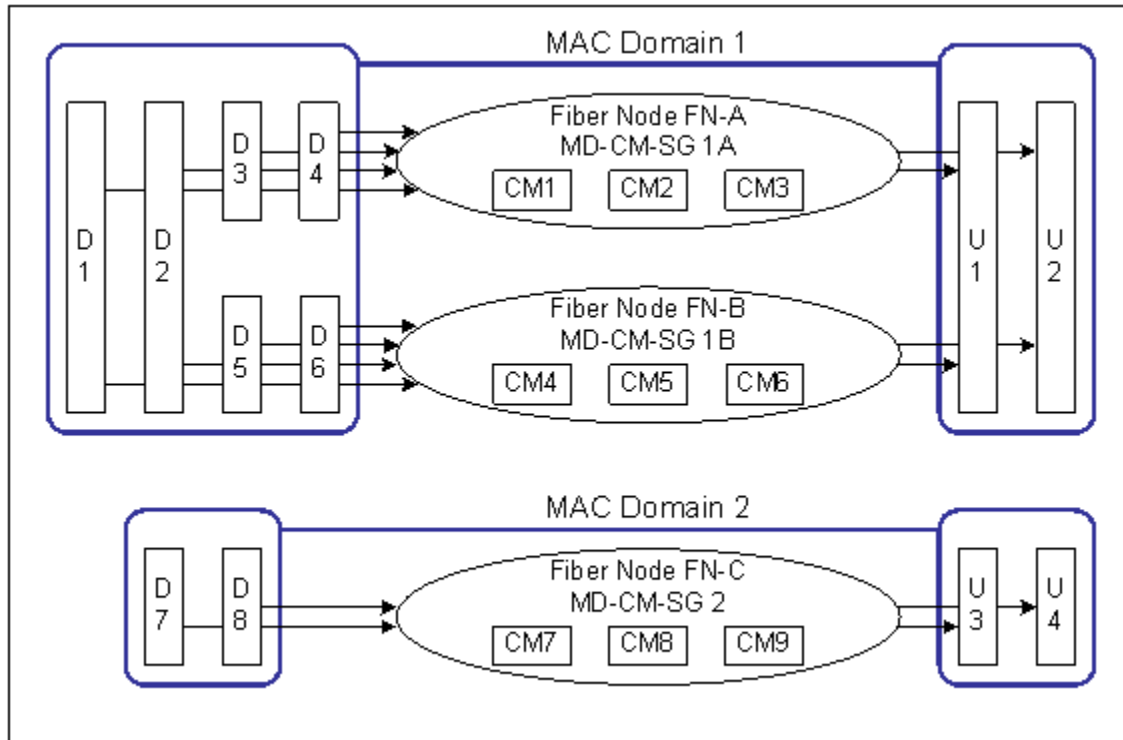 MAC Domain 1
D 1
D 2
D 3
D 4
Fiber Node FN-A
MD-CM-SG 1A
CM1 CM2 CM3
U 1
U 2
D 5
D 6
Fiber Node FN-B
MD-CM-SG 1B
CM4 CM5 CM6
MAC Domain 2
D 7
D 8
Fiber Node FN-C
MD-CM-SG 2
CM7 CM8 CM9
U 3
U 4